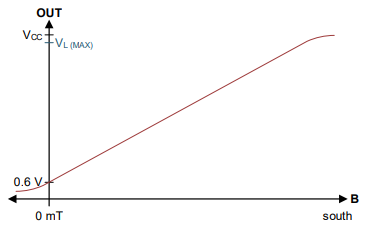 OUT
VCC
VL (MAX)
0.6 V
B
0 mT
south